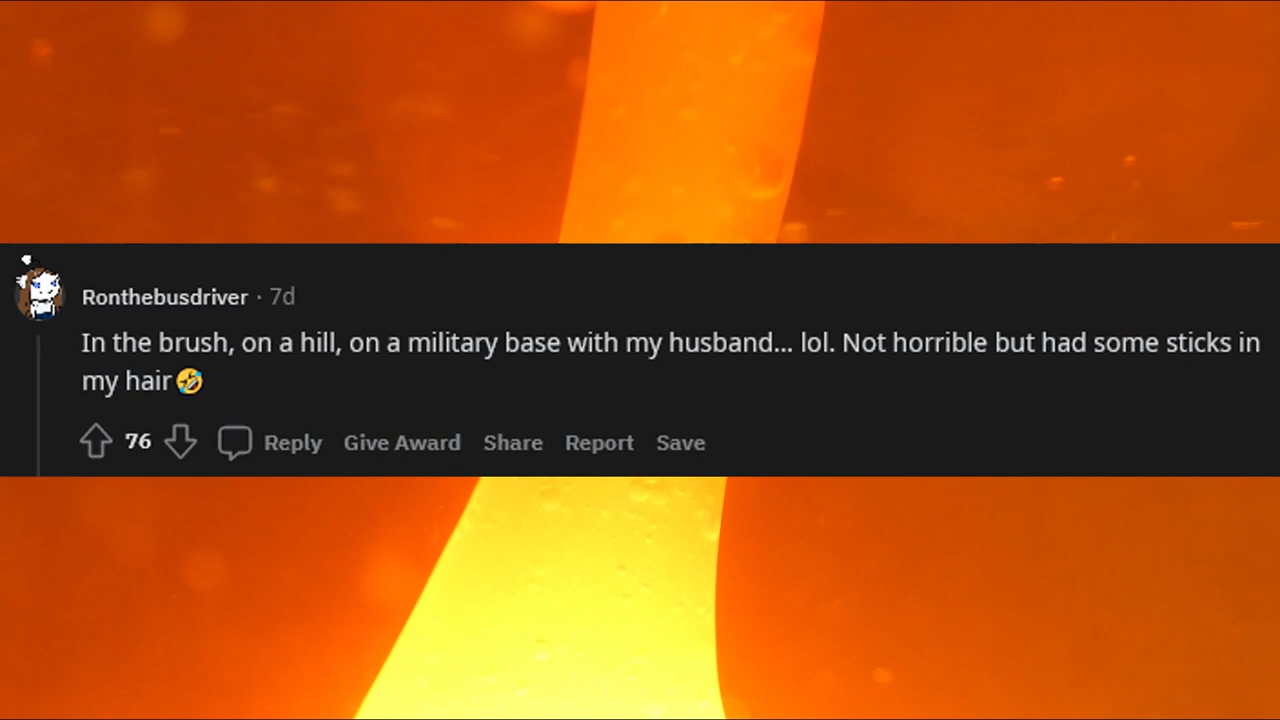 Ronthebusdriver · 7d
In the brush, on a hill, on a military base with my husband... lol. Not horrible but had some sticks in
my hair🤣
76 Reply Give Award Share Report Save